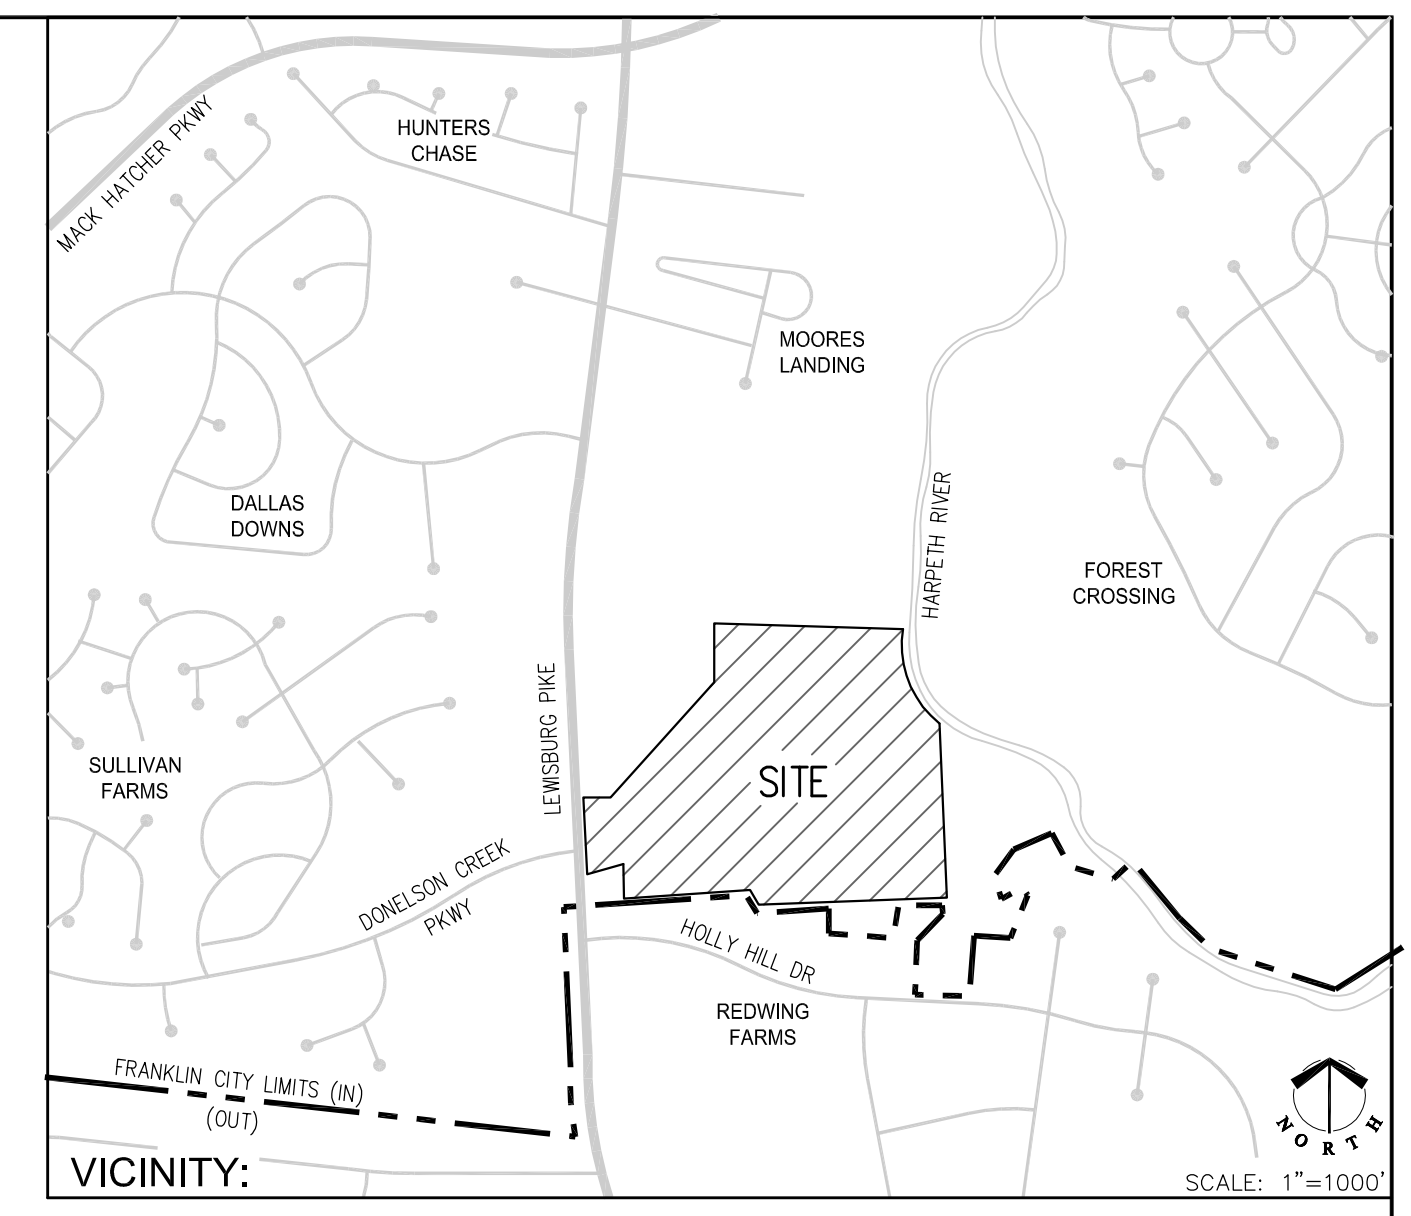 MACK HATCHER PKWY
HUNTERS
CHASE
MOORES
LANDING
DALLAS
DOWNS
HARPETH RIVER
FOREST
CROSSING
LEWISBURG PIKE
SULLIVAN
FARMS
SITE
DONELSON CREEK
PKWY
HOLLY HILL DR
REDWING
FARMS
FRANKLIN CITY LIMITS (IN)
(OUT)
NORTH
VICINITY:
SCALE: 1"=1000'